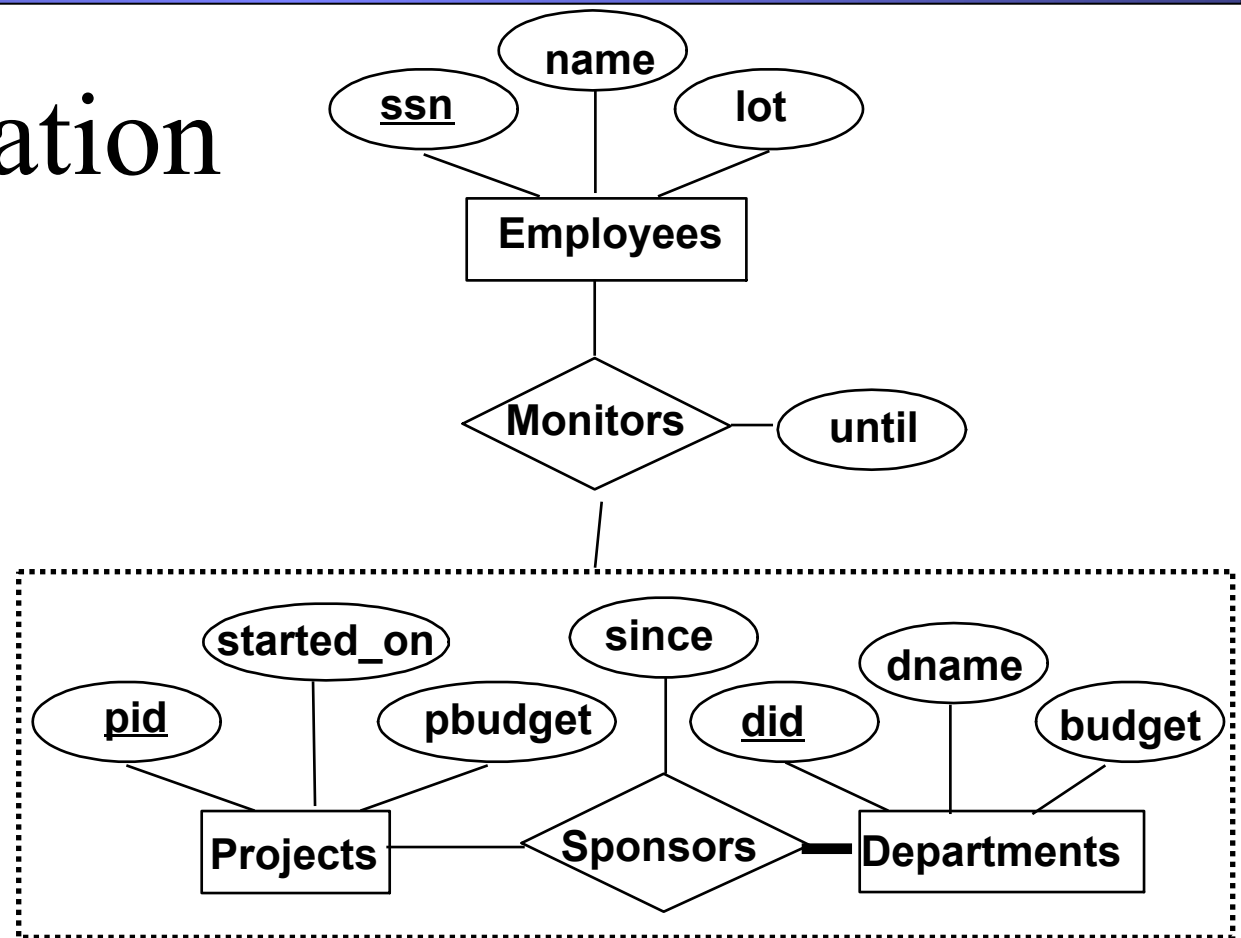 ation
name
ssn
lot
Employees
Monitors
until
started_on
since
dname
pid
pbudget
did
budget
Projects
Sponsors
Departments